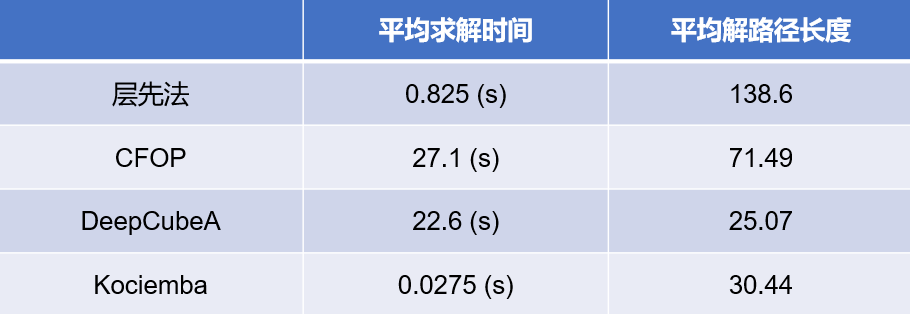 平均求解时间 平均解路径长度
层先法 0.825 (s) 138.6
CFOP 27.1 (s) 71.49
DeepCubeA 22.6 (s) 25.07
Kociemba 0.0275 (s) 30.44